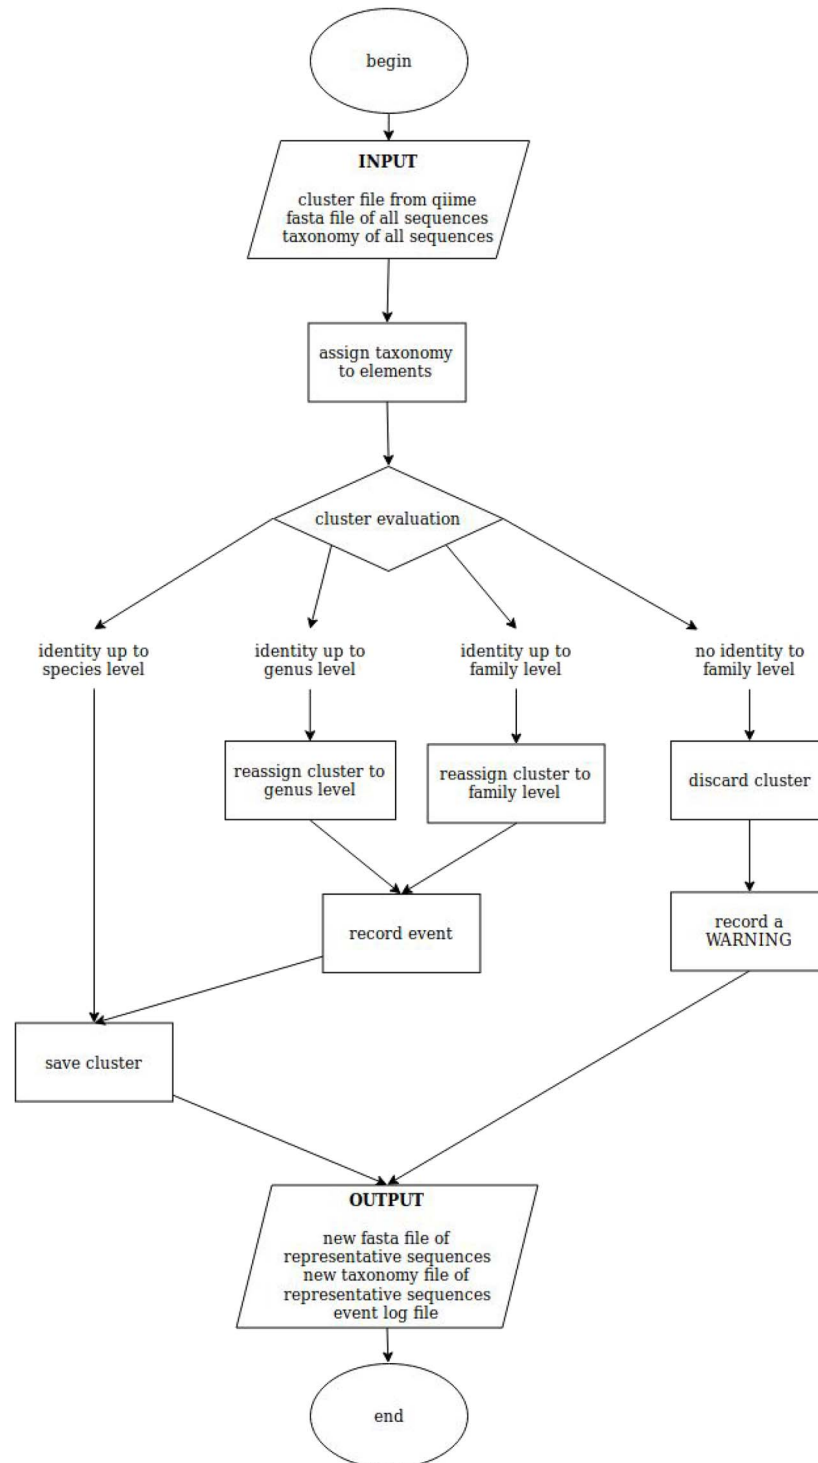 begin
INPUT
cluster file from qiime
fasta file of all sequences
taxonomy of all sequences
assign taxonomy
to elements
cluster evaluation
identity up to
species level
identity up to
genus level
identity up to
family level
no identity to
family level
reassign cluster to
genus level
reassign cluster to
family level
discard cluster
record event
record a
WARNING
save cluster
OUTPUT
new fasta file of
representative sequences
new taxonomy file of
representative sequences
event log file
end